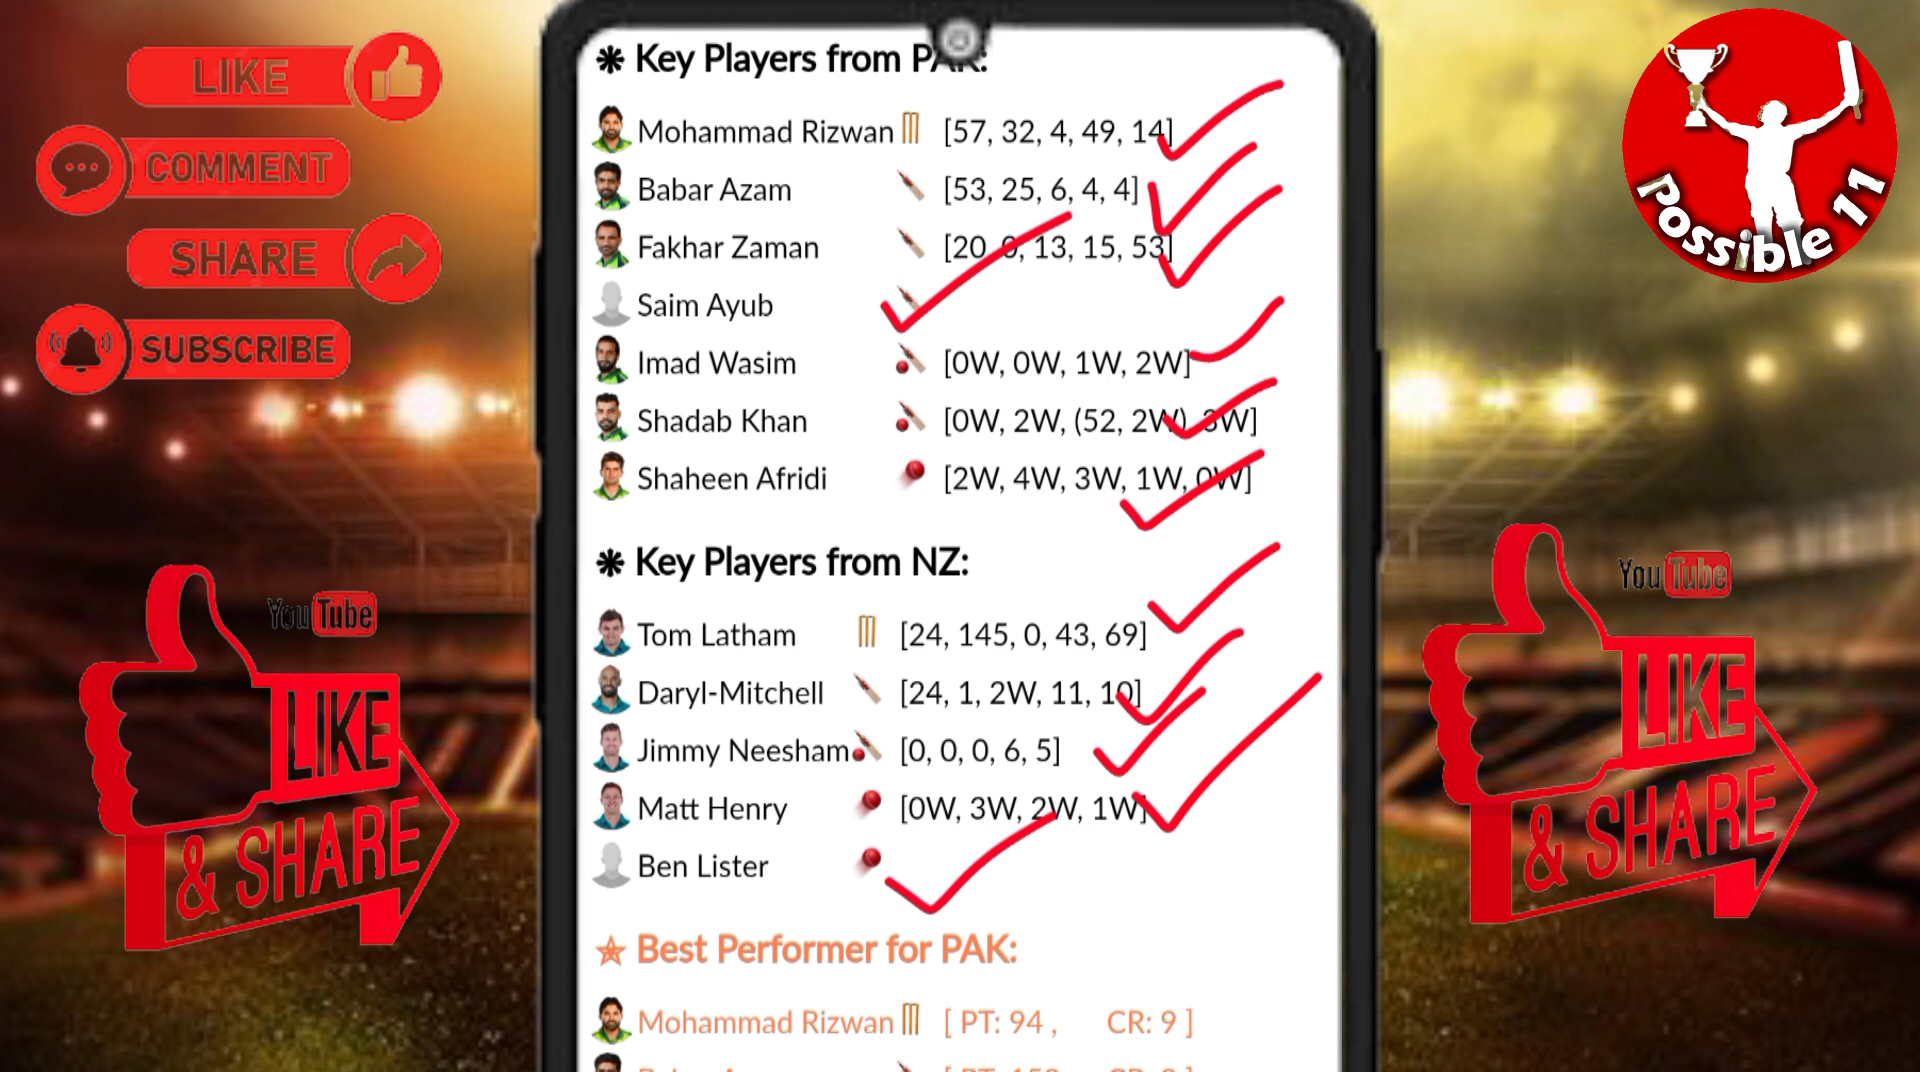 LIKE
COMMENT
SHARE
SUBSCRIBE
YouTube
LIKE
& SHARE
✱ Key Players from PAK:
Mohammad Rizwan [57, 32, 4, 49, 14]
Babar Azam [53, 25, 6, 4, 4]
Fakhar Zaman [20, 0, 13, 15, 53]
Saim Ayub
Imad Wasim [0W, 0W, 1W, 2W]
Shadab Khan [0W, 2W, (52, 2W), 3W]
Shaheen Afridi [2W, 4W, 3W, 1W, 0W]
✱ Key Players from NZ:
Tom Latham [24, 145, 0, 43, 69]
Daryl-Mitchell [24, 1, 2W, 11, 10]
Jimmy Neesham [0, 0, 0, 6, 5]
Matt Henry [0W, 3W, 2W, 1W]
Ben Lister
Best Performer for PAK:
Mohammad Rizwan [ PT: 94 , CR: 9 ]
Possible 11
YouTube
LIKE
& SHARE